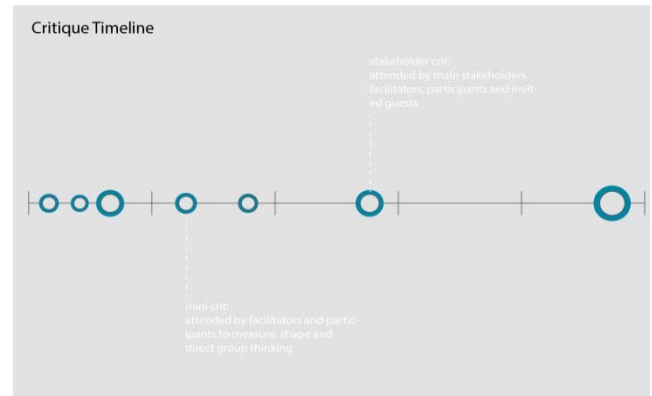 Critique Timeline
stakeholder crit:
attended by main stakeholders,
facilitators, participants and invit-
ed guests
mini crit:
attended by facilitators and partic-
ipants to measure, shape and
direct group thinking